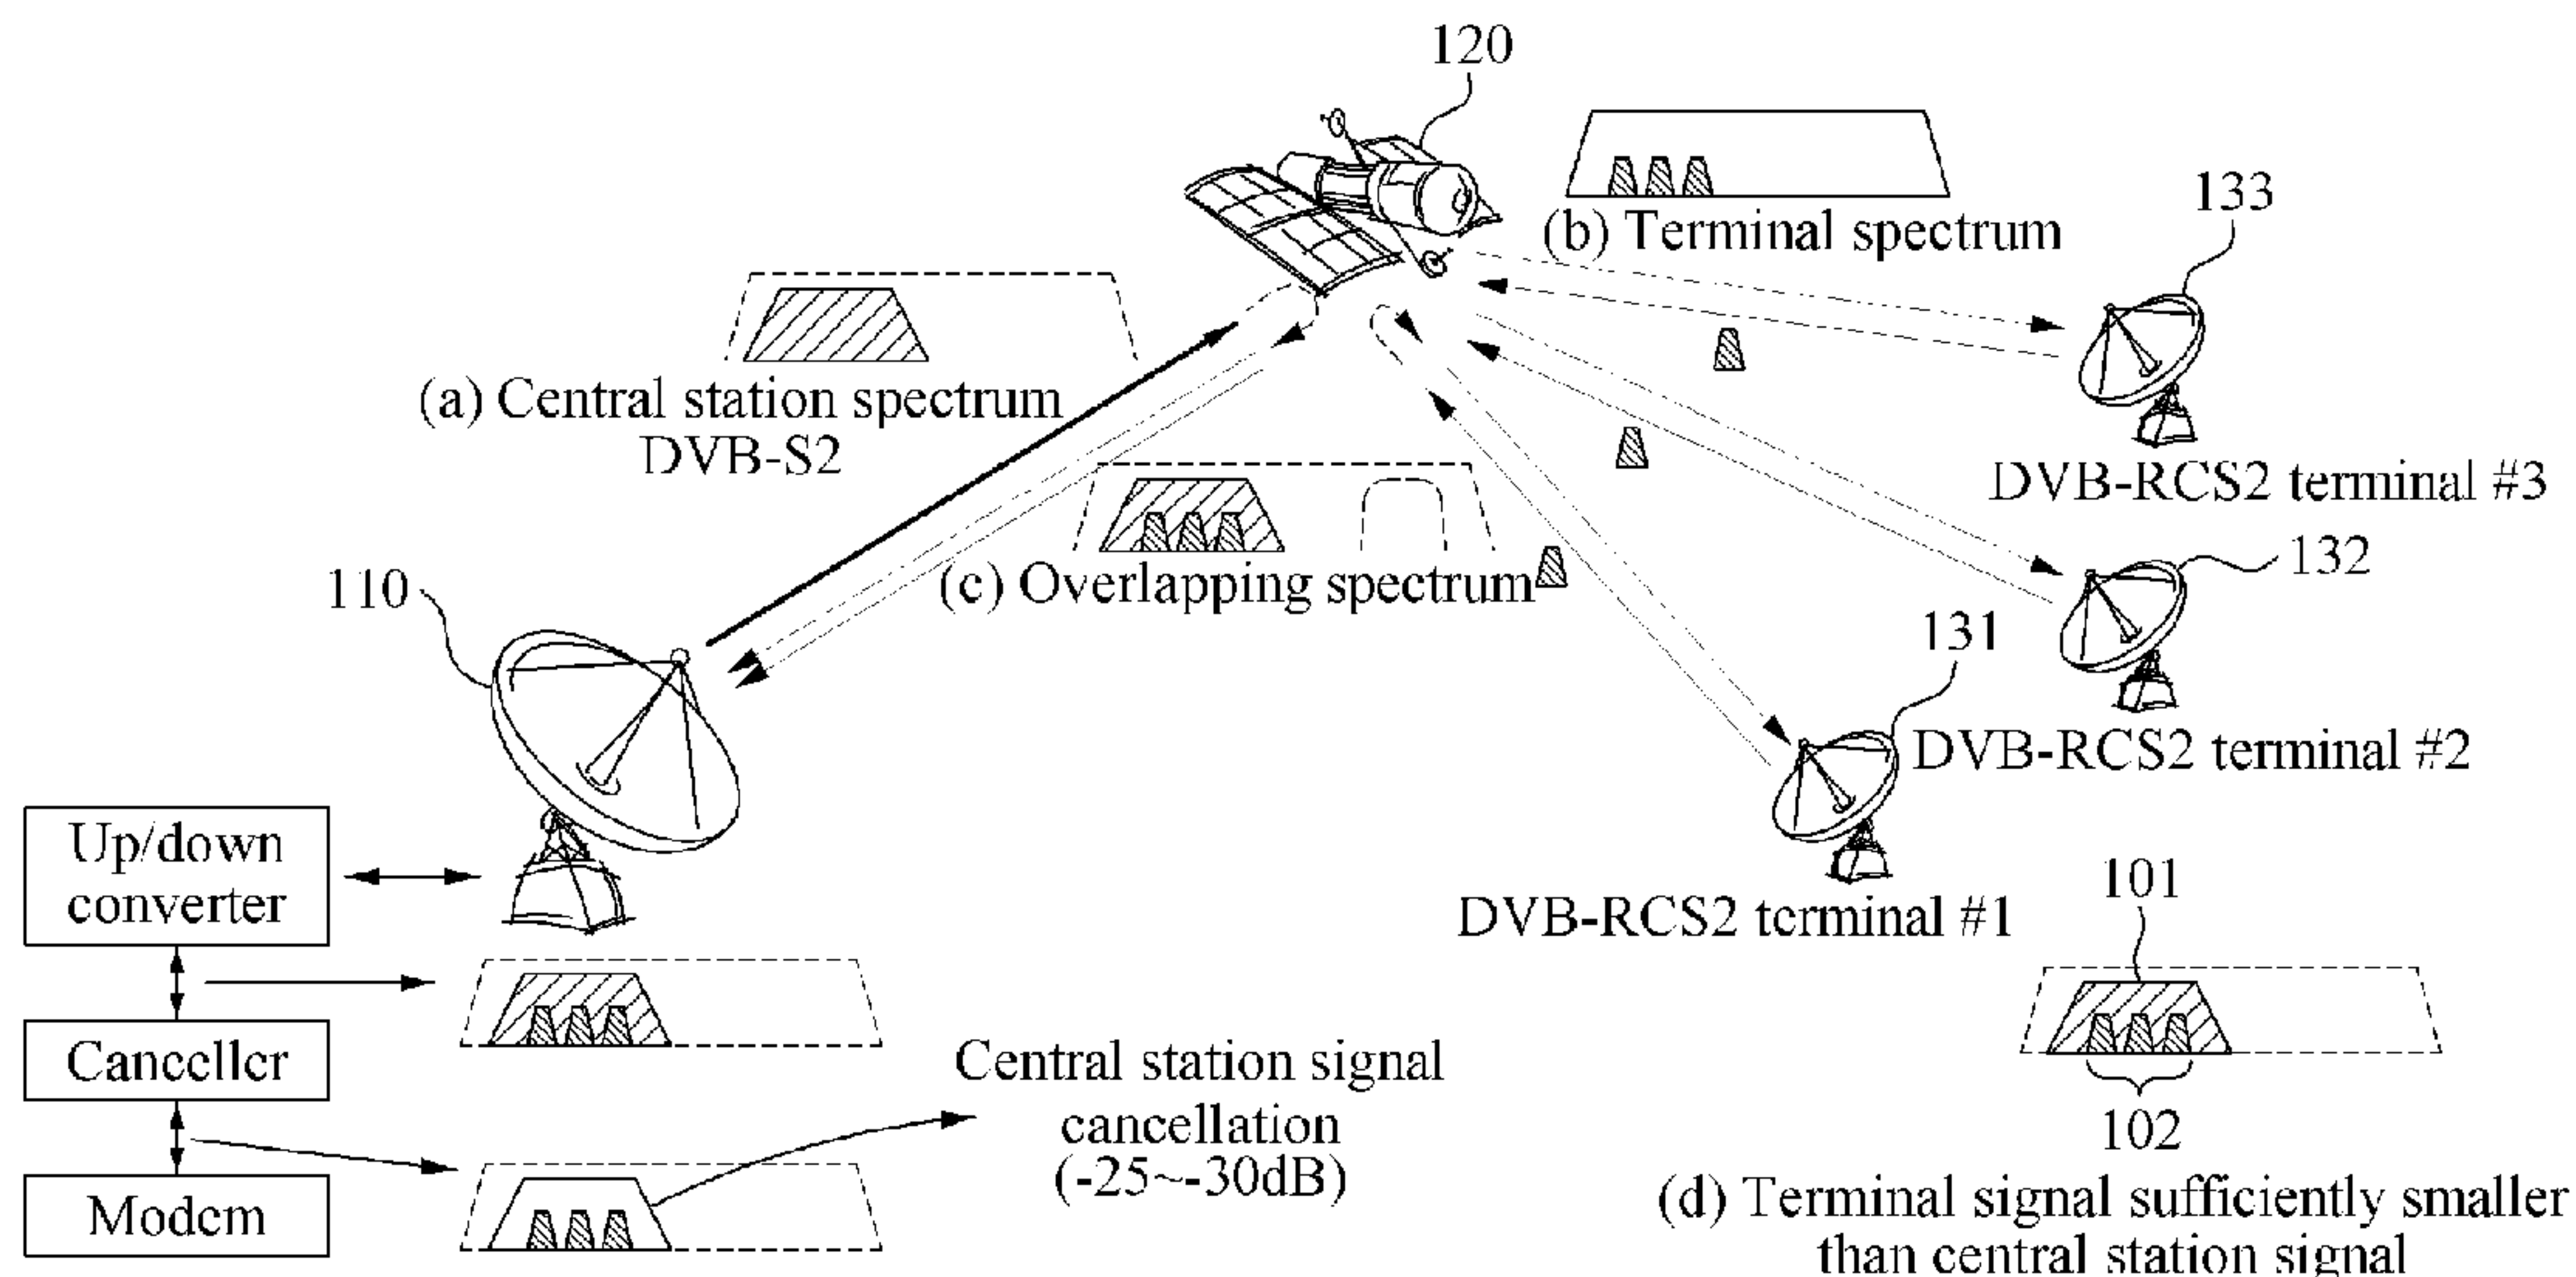 120
133
(b) Terminal spectrum
(a) Central station spectrum
DVB-S2
DVB-RCS2 terminal #3
132
110
(c) Overlapping spectrum
131
DVB-RCS2 terminal #2
Up/down
converter
DVB-RCS2 terminal #1
101
Canceller
Central station signal
cancellation
(-25~-30dB)
102
Modem
(d) Terminal signal sufficiently smaller
than central station signal